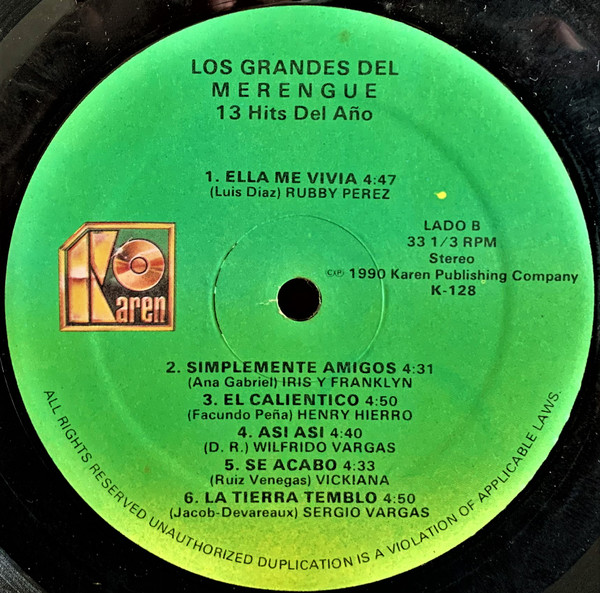 LOS GRANDES DEL
MERENGUE
13 Hits Del Año
1. ELLA ME VIVIA 4:47
(Luis Diaz) RUBBY PEREZ
Karen
LADO B
33 1/3 RPM
Stereo
ⒸⓅ 1990 Karen Publishing Company
K-128
2. SIMPLEMENTE AMIGOS 4:31
(Ana Gabriel) IRIS Y FRANKLYN
3. EL CALIENTICO 4:50
(Facundo Peña) HENRY HIERRO
4. ASI ASI 4:40
(D. R.) WILFRIDO VARGAS
5. SE ACABO 4:33
(Ruiz Venegas) VICKIANA
6. LA TIERRA TEMBLO 4:50
(Jacob-Devareaux) SERGIO VARGAS
ALL RIGHTS RESERVED UNAUTHORIZED DUPLICATION IS A VIOLATION OF APPLICABLE LAWS.